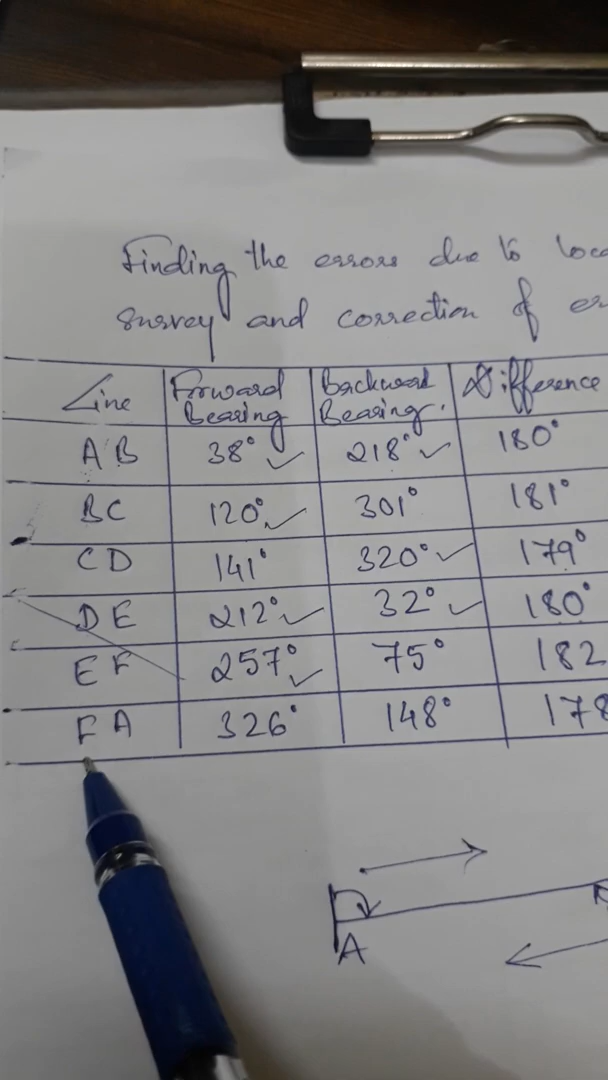 Finding the errors due to loca
survey and correction of er
Line Forward Bearing Backward Bearing. Difference
AB 38° ✓ 218° ✓ 180°
BC 120° ✓ 301° 181°
CD 141° 320° ✓ 179°
DE 212° ✓ 32° ✓ 180°
EF 257° ✓ 75° 182
FA 326° 148° 178
A